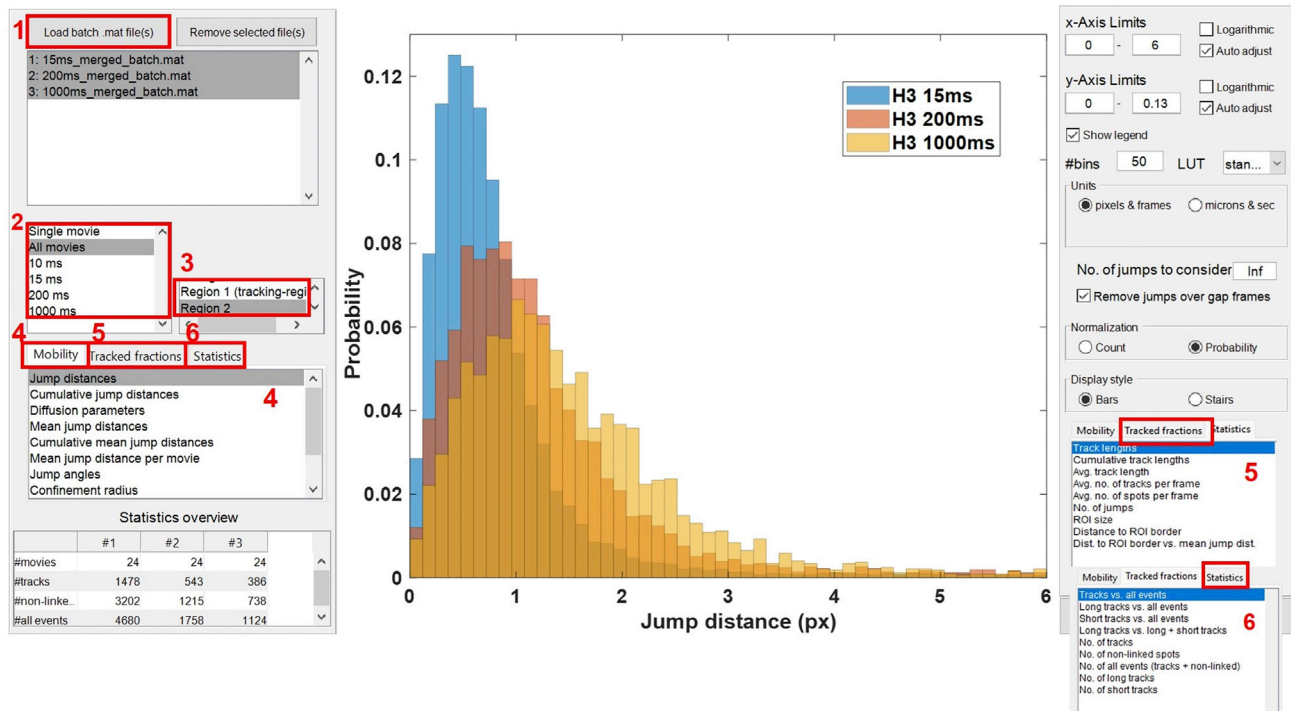 1
Load batch .mat file(s)
Remove selected file(s)
1: 15ms_merged_batch.mat
2: 200ms_merged_batch.mat
3: 1000ms_merged_batch.mat
2
Single movie
All movies
10 ms
15 ms
200 ms
1000 ms
3
Region 1 (tracking-regi
Region 2
4
5
6
Mobility
Tracked fractions
Statistics
Jump distances
Cumulative jump distances
Diffusion parameters
Mean jump distances
Cumulative mean jump distances
Mean jump distance per movie
Jump angles
Confinement radius
4
Statistics overview
#1 #2 #3
#movies 24 24 24
#tracks 1478 543 386
#non-linke... 3202 1215 738
#all events 4680 1758 1124
Probability
0.12
0.1
0.08
0.06
0.04
0.02
0
0 1 2 3 4 5 6
Jump distance (px)
H3 15ms
H3 200ms
H3 1000ms
x-Axis Limits
0 - 6
Logarithmic
Auto adjust
y-Axis Limits
0 - 0.13
Logarithmic
Auto adjust
Show legend
#bins 50 LUT stan...
Units
pixels & frames
microns & sec
No. of jumps to consider Inf
Remove jumps over gap frames
Normalization
Count
Probability
Display style
Bars
Stairs
Mobility
Tracked fractions
Statistics
Track lengths
Cumulative track lengths
Avg. track length
Avg. no. of tracks per frame
Avg. no. of spots per frame
No. of jumps
ROI size
Distance to ROI border
Dist. to ROI border vs. mean jump dist.
5
Mobility
Tracked fractions
Statistics
Tracks vs. all events
Long tracks vs. all events
Short tracks vs. all events
Long tracks vs. long + short tracks
No. of tracks
No. of non-linked spots
No. of all events (tracks + non-linked)
No. of long tracks
No. of short tracks
6